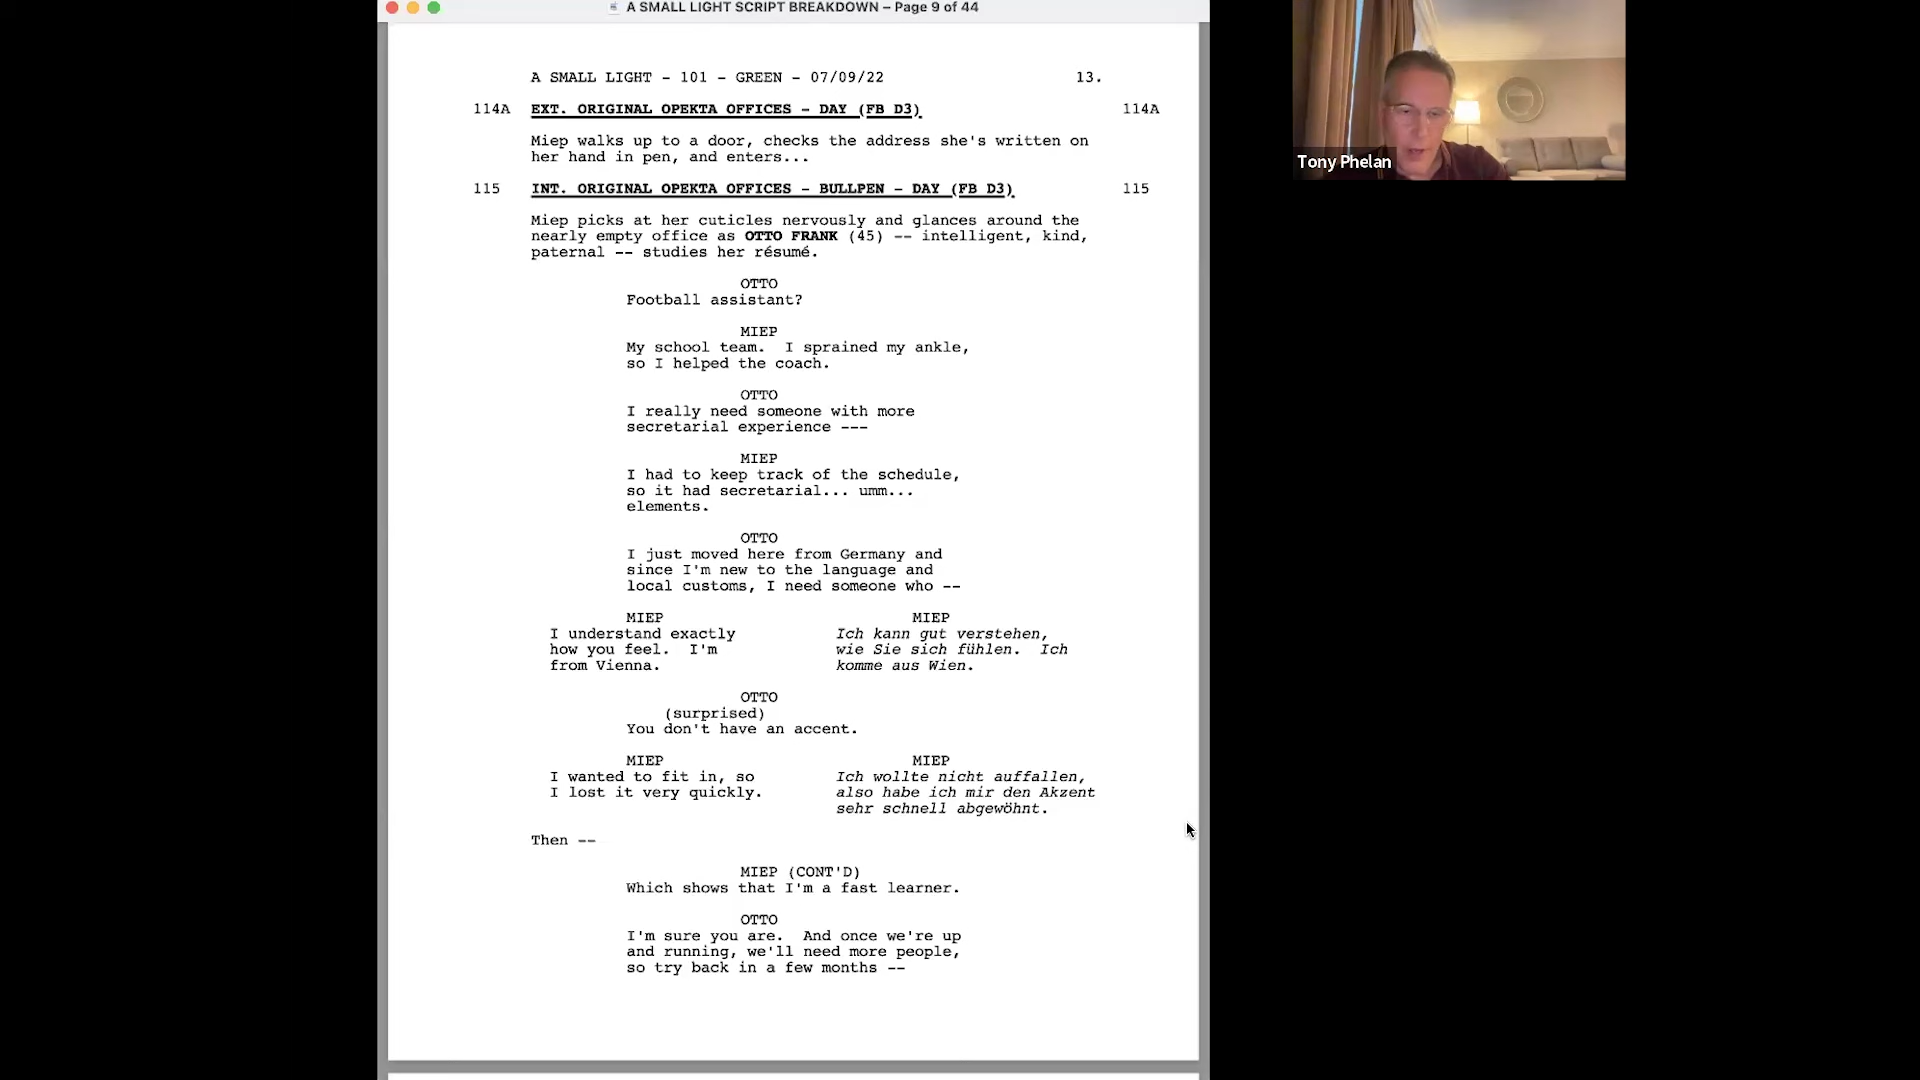 A SMALL LIGHT SCRIPT BREAKDOWN – Page 9 of 44
Tony Phelan
A SMALL LIGHT - 101 - GREEN - 07/09/22 13.
114A EXT. ORIGINAL OPEKTA OFFICES - DAY (FB D3) 114A
Miep walks up to a door, checks the address she's written on
her hand in pen, and enters...
115 INT. ORIGINAL OPEKTA OFFICES - BULLPEN - DAY (FB D3) 115
Miep picks at her cuticles nervously and glances around the
nearly empty office as OTTO FRANK (45) -- intelligent, kind,
paternal -- studies her résumé.
OTTO
Football assistant?
MIEP
My school team. I sprained my ankle,
so I helped the coach.
OTTO
I really need someone with more
secretarial experience ---
MIEP
I had to keep track of the schedule,
so it had secretarial... umm...
elements.
OTTO
I just moved here from Germany and
since I'm new to the language and
local customs, I need someone who --
MIEP
I understand exactly
how you feel. I'm
from Vienna.
MIEP
Ich kann gut verstehen,
wie Sie sich fühlen. Ich
komme aus Wien.
OTTO
(surprised)
You don't have an accent.
MIEP
I wanted to fit in, so
I lost it very quickly.
MIEP
Ich wollte nicht auffallen,
also habe ich mir den Akzent
sehr schnell abgewöhnt.
Then --
MIEP (CONT'D)
Which shows that I'm a fast learner.
OTTO
I'm sure you are. And once we're up
and running, we'll need more people,
so try back in a few months --